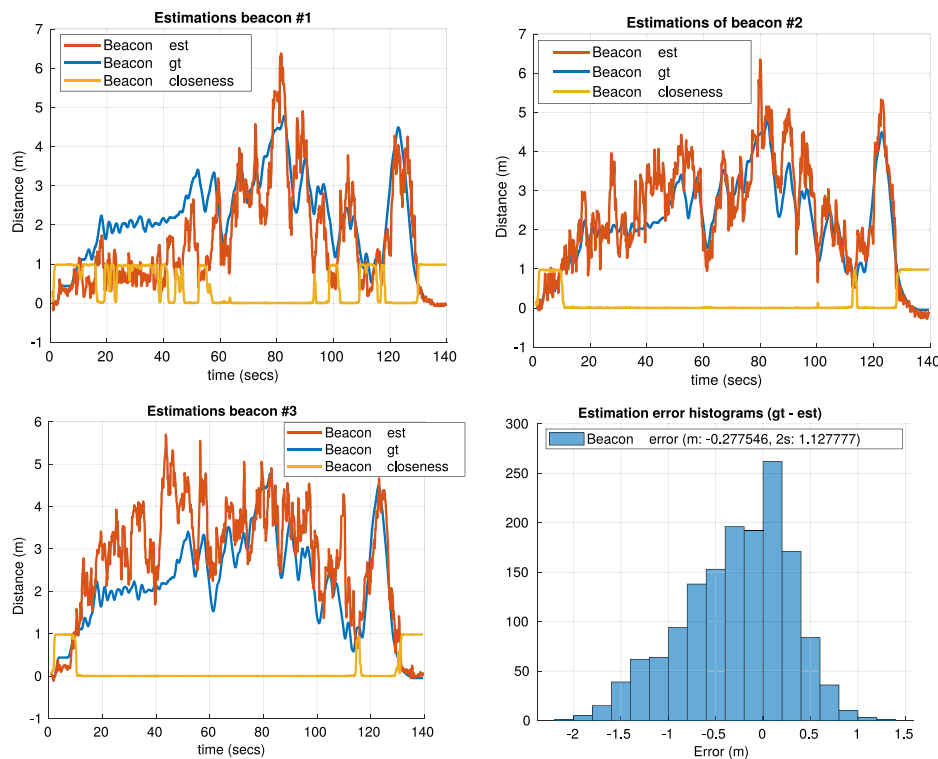 Estimations beacon #1
7
6
5
4
3
2
1
0
-1
Distance (m)
Beacon est
Beacon gt
Beacon closeness
0 20 40 60 80 100 120 140
time (secs)
Estimations of beacon #2
7
6
5
4
3
2
1
0
-1
Distance (m)
Beacon est
Beacon gt
Beacon closeness
0 20 40 60 80 100 120 140
time (secs)
Estimations beacon #3
6
5
4
3
2
1
0
-1
Distance (m)
Beacon est
Beacon gt
Beacon closeness
0 20 40 60 80 100 120 140
time (secs)
Estimation error histograms (gt - est)
300
250
200
150
100
50
0
Beacon error (m: -0.277546, 2s: 1.127777)
-2 -1.5 -1 -0.5 0 0.5 1 1.5
Error (m)